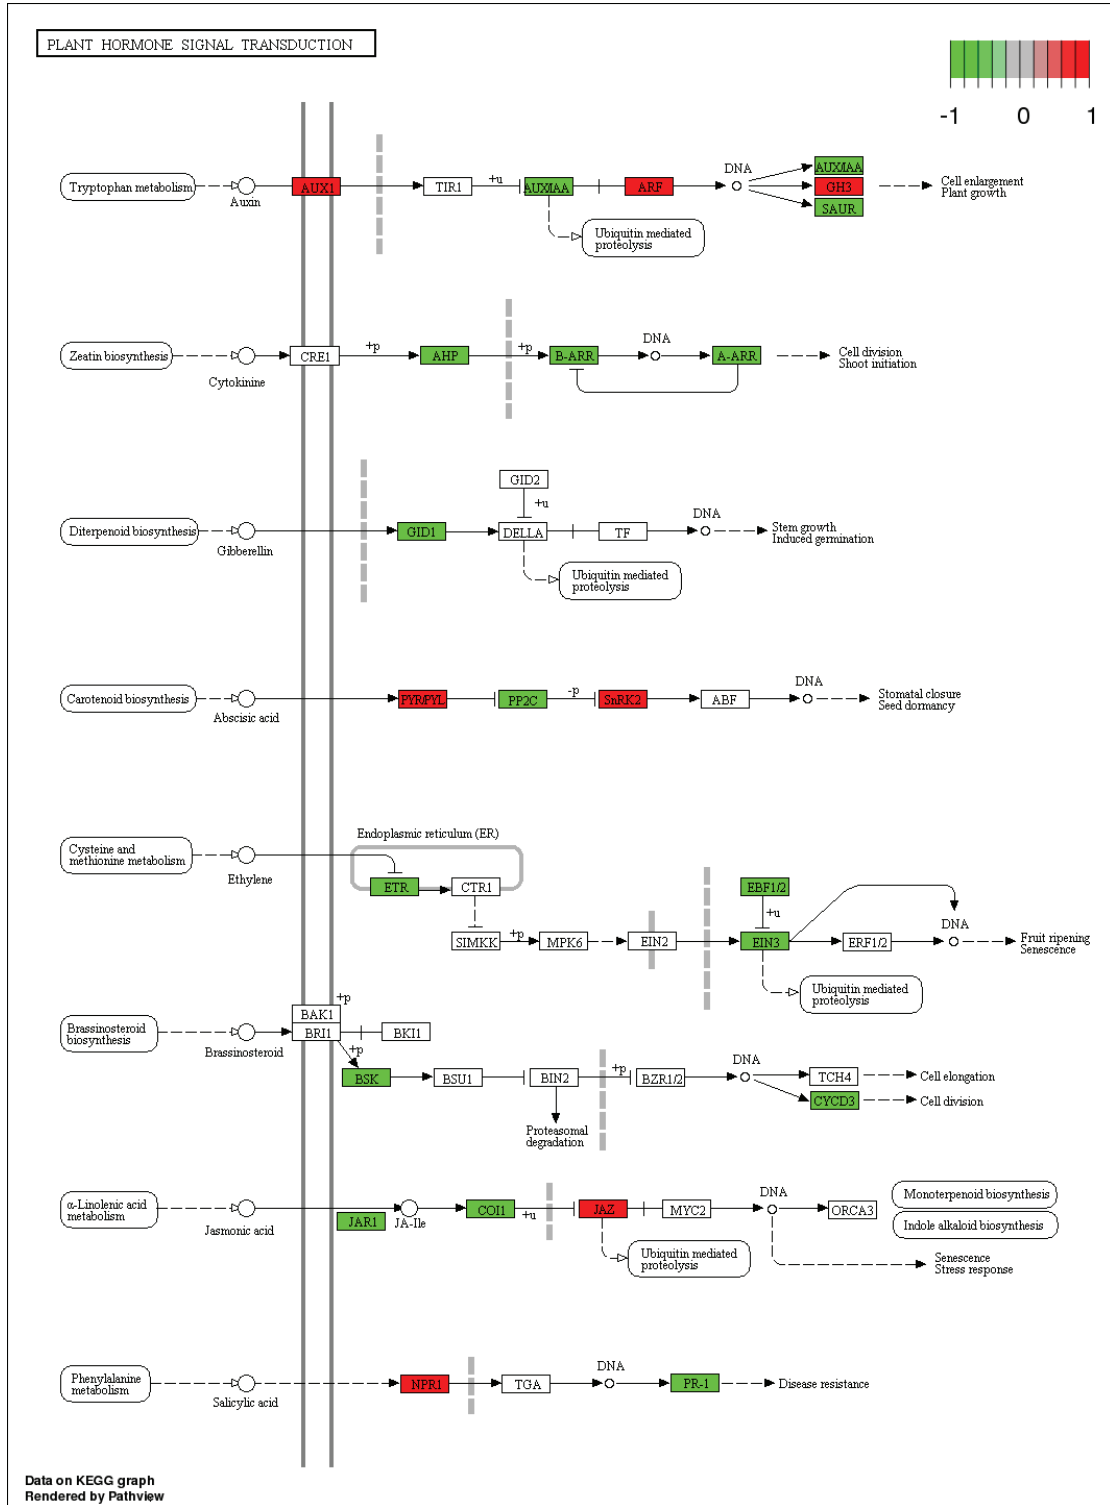 PLANT HORMONE SIGNAL TRANSDUCTION
-1 0 1
Tryptophan metabolism
Auxin
AUX1
TIR1
+u
AUX/IAA
ARF
DNA
AUX/IAA
GH3
SAUR
Cell enlargement
Plant growth
Ubiquitin mediated
proteolysis
Zeatin biosynthesis
Cytokinine
CRE1
+p
AHP
+p
B-ARR
DNA
A-ARR
Cell division
Shoot initiation
GID2
+u
Diterpenoid biosynthesis
Gibberellin
GID1
DELLA
TF
DNA
Stem growth
Induced germination
Ubiquitin mediated
proteolysis
Carotenoid biosynthesis
Abscisic acid
PYR/PYL
PP2C
-p
SnRK2
ABF
DNA
Stomatal closure
Seed dormancy
Cysteine and
methionine metabolism
Ethylene
Endoplasmic reticulum (ER)
ETR
CTR1
EBF1/2
+u
SIMKK
+p
MPK6
EIN2
EIN3
ERF1/2
DNA
Fruit ripening
Senescence
Ubiquitin mediated
proteolysis
Brassinosteroid
biosynthesis
Brassinosteroid
BAK1
+p
BRI1
BKI1
+p
BSK
BSU1
BIN2
+p
BZR1/2
DNA
TCH4
Cell elongation
CYCD3
Cell division
Proteasomal
degradation
α-Linolenic acid
metabolism
Jasmonic acid
JAR1
JA-Ile
COI1
+u
JAZ
MYC2
DNA
ORCA3
Monoterpenoid biosynthesis
Indole alkaloid biosynthesis
Ubiquitin mediated
proteolysis
Senescence
Stress response
Phenylalanine
metabolism
Salicylic acid
NPR1
TGA
DNA
PR-1
Disease resistance
Data on KEGG graph
Rendered by Pathview